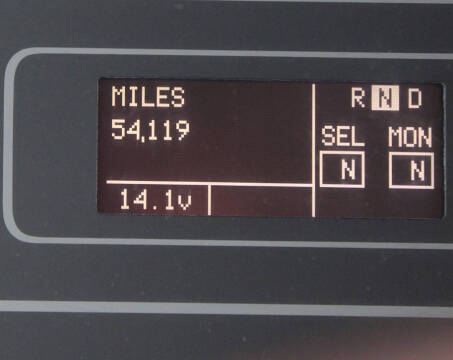 MILES
54,119
14.1v
R N D
SEL MON
N N